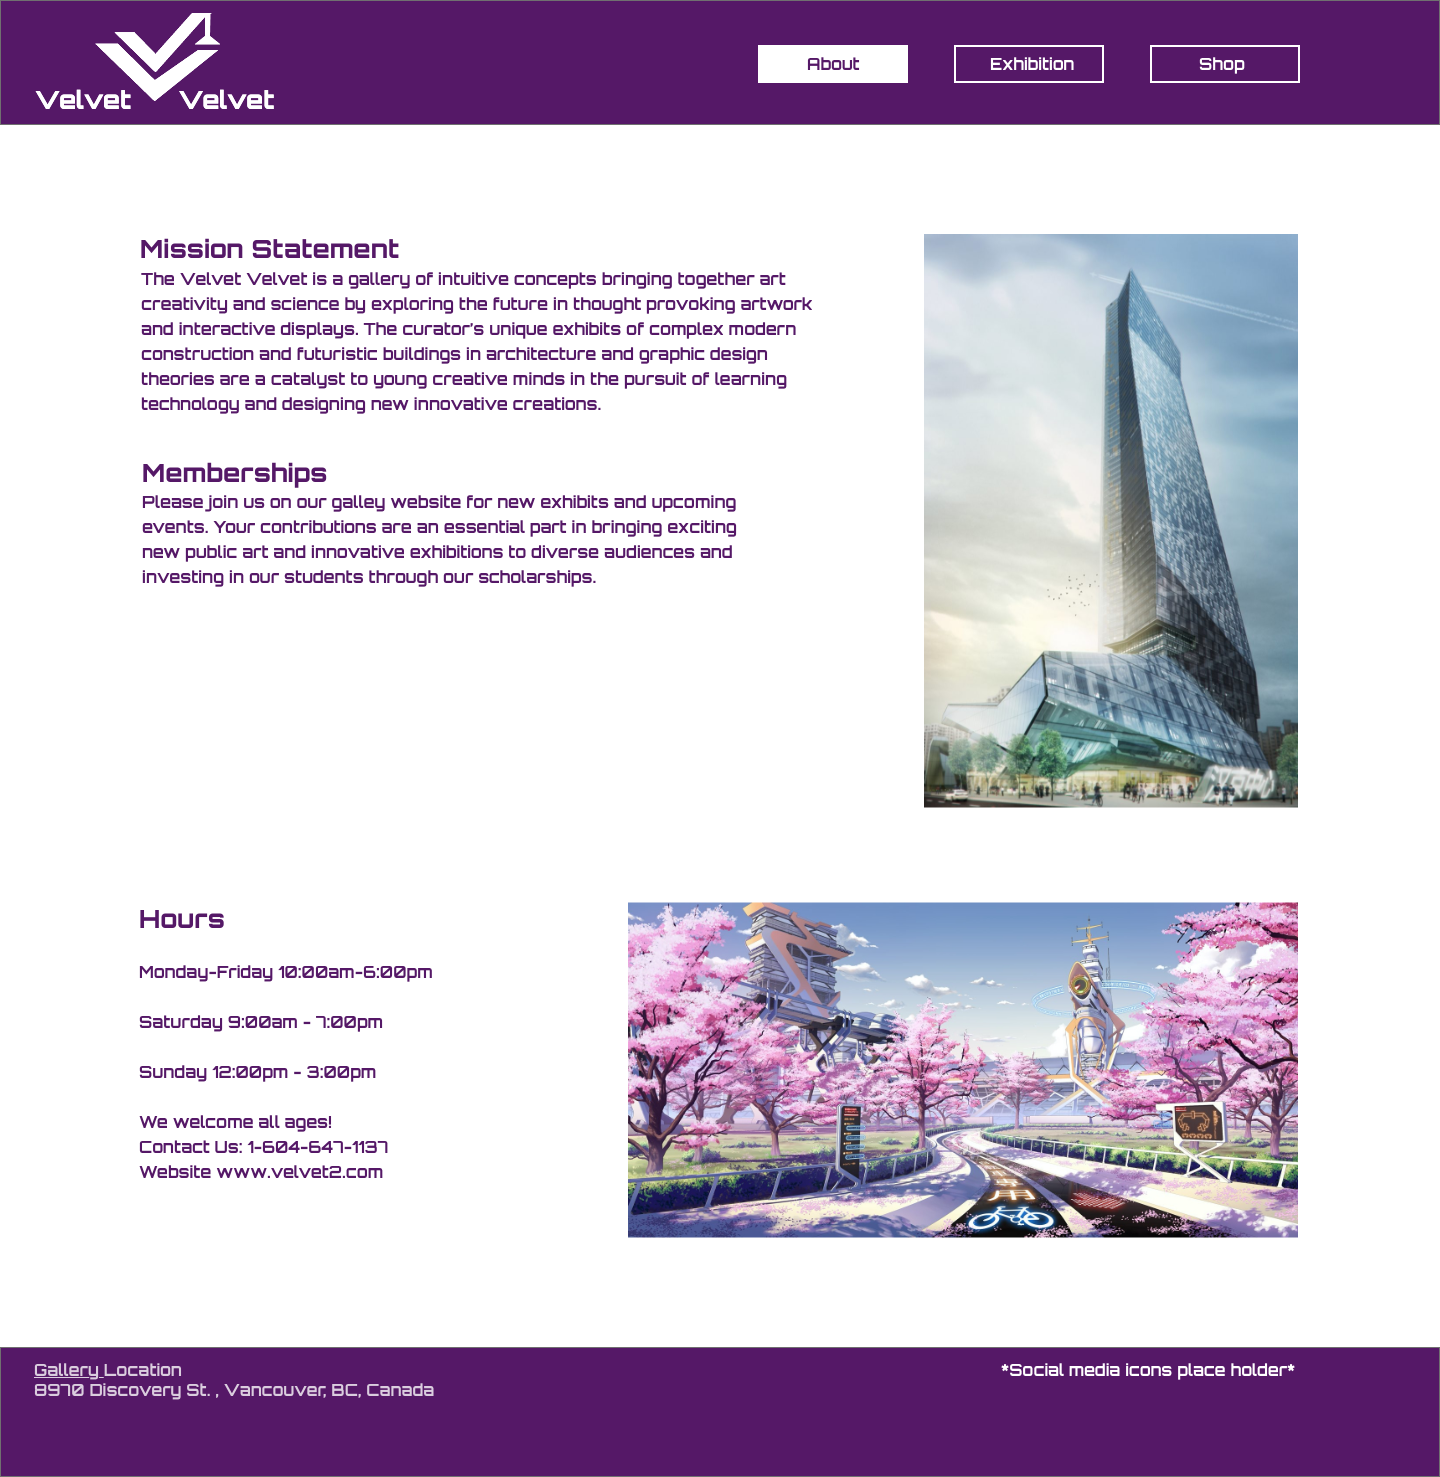 Velvet Velvet
About
Exhibition
Shop
Mission Statement
The Velvet Velvet is a gallery of intuitive concepts bringing together art
creativity and science by exploring the future in thought provoking artwork
and interactive displays. The curator's unique exhibits of complex modern
construction and futuristic buildings in architecture and graphic design
theories are a catalyst to young creative minds in the pursuit of learning
technology and designing new innovative creations.
Memberships
Please join us on our galley website for new exhibits and upcoming
events. Your contributions are an essential part in bringing exciting
new public art and innovative exhibitions to diverse audiences and
investing in our students through our scholarships.
Hours
Monday-Friday 10:00am-6:00pm
Saturday 9:00am - 7:00pm
Sunday 12:00pm - 3:00pm
We welcome all ages!
Contact Us: 1-604-647-1137
Website www.velvet2.com
専
用
Gallery Location
8970 Discovery St. , Vancouver, BC, Canada
*Social media icons place holder*